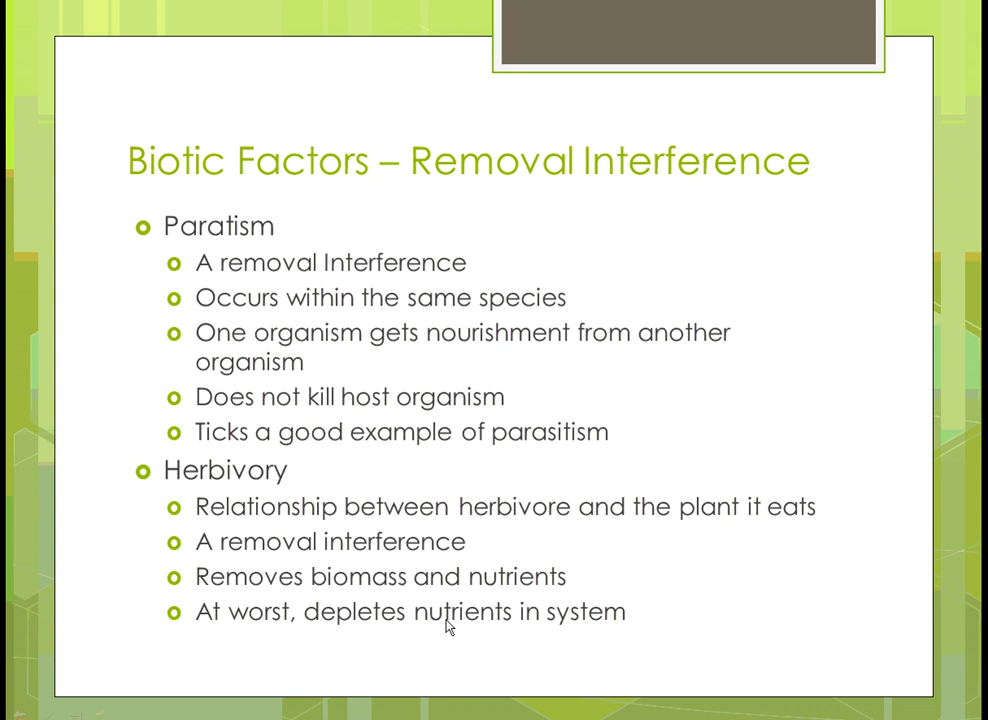 Biotic Factors – Removal Interference
Paratism
A removal Interference
Occurs within the same species
One organism gets nourishment from another
organism
Does not kill host organism
Ticks a good example of parasitism
Herbivory
Relationship between herbivore and the plant it eats
A removal interference
Removes biomass and nutrients
At worst, depletes nutrients in system